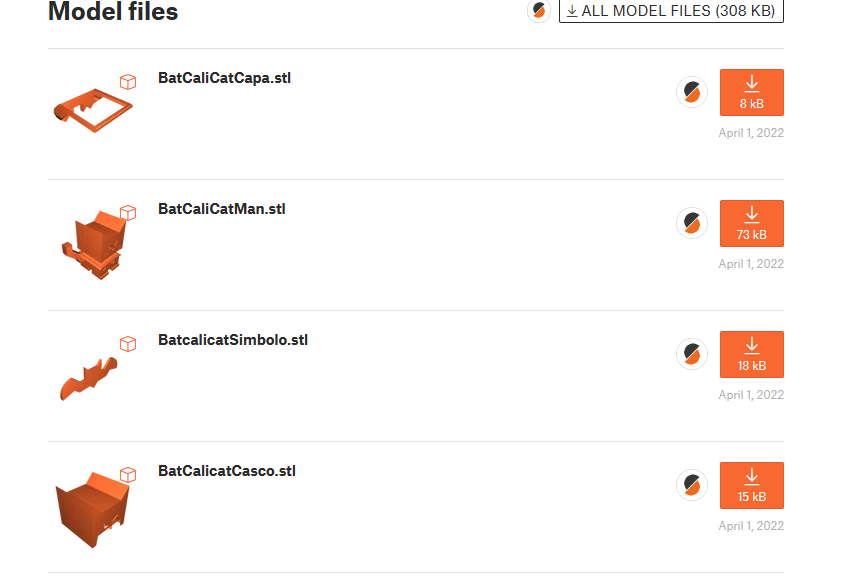 Model files
ALL MODEL FILES (308 KB)
BatCaliCatCapa.stl
8 kB
April 1, 2022
BatCaliCatMan.stl
73 kB
April 1, 2022
BatcalicatSimbolo.stl
18 kB
April 1, 2022
BatCalicatCasco.stl
15 kB
April 1, 2022